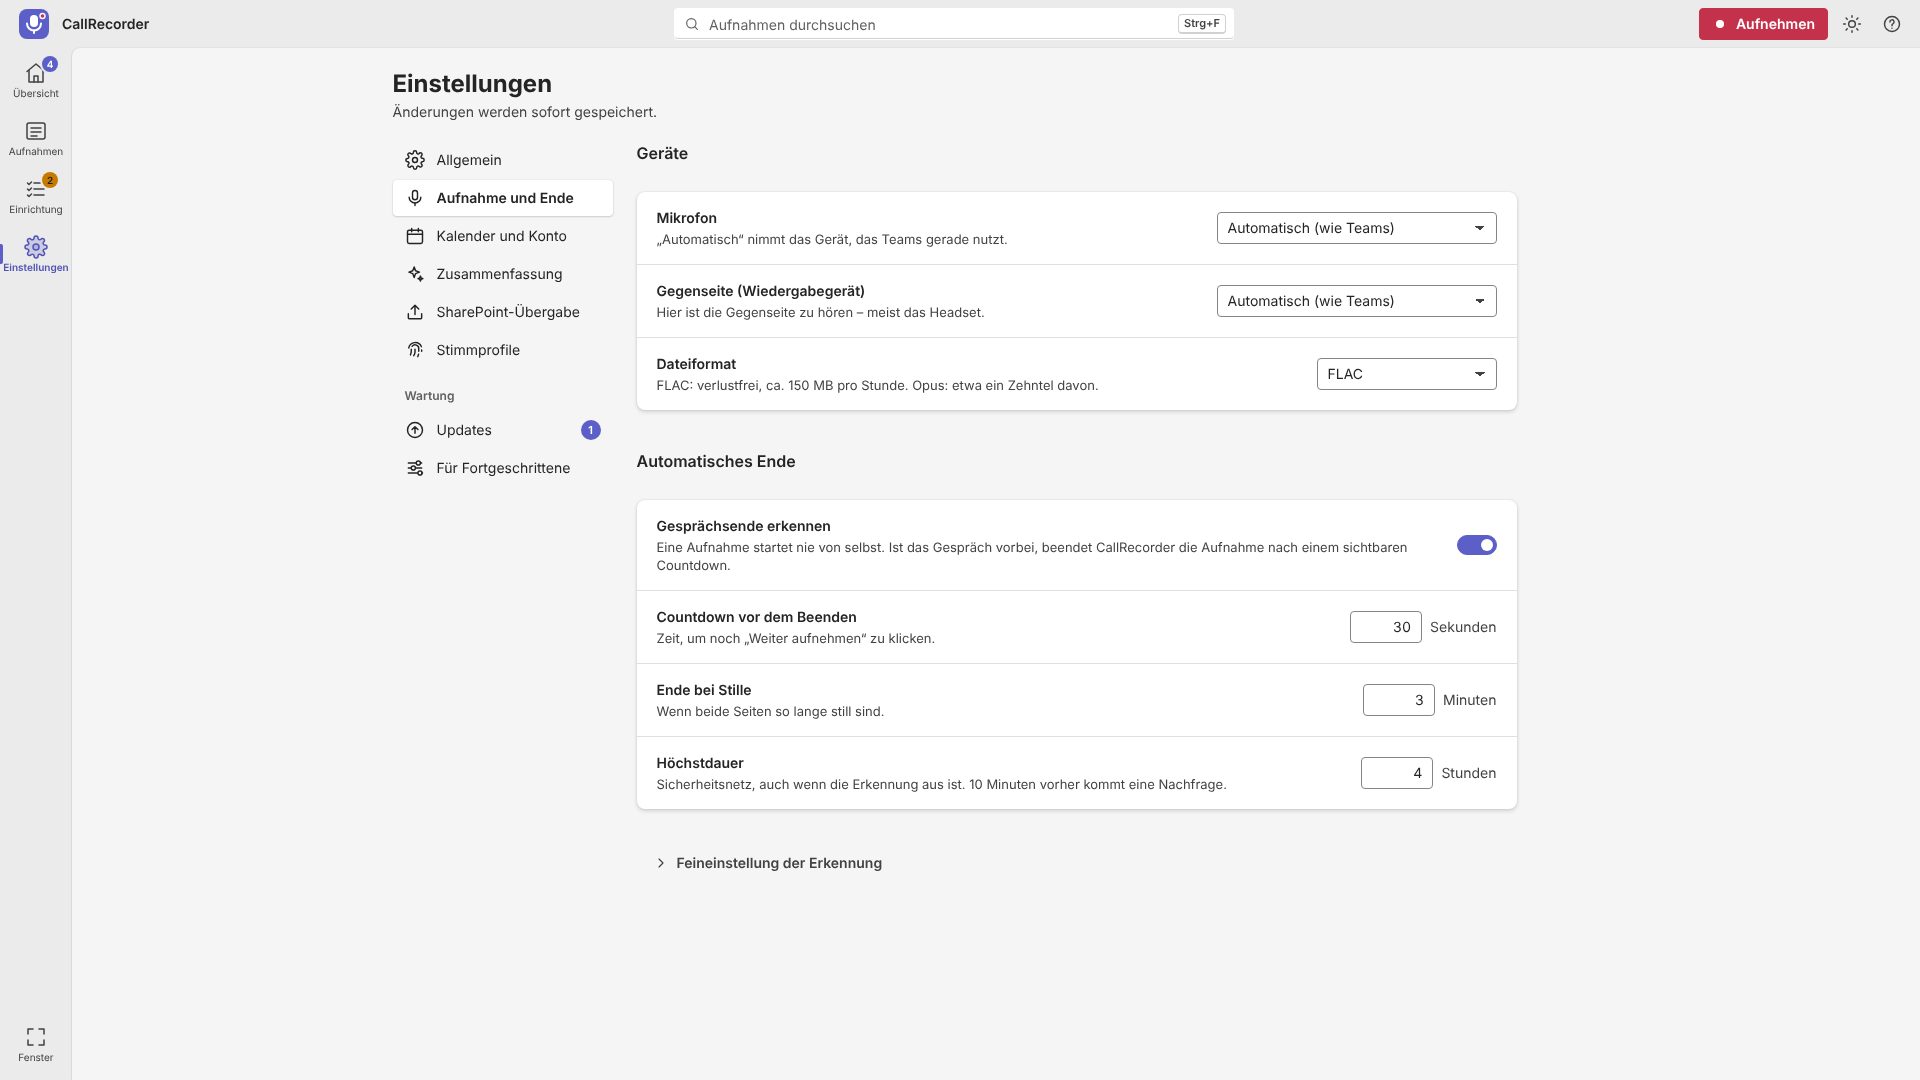 CallRecorder
Aufnahmen durchsuchen
Strg+F
Aufnehmen
4
Übersicht
Aufnahmen
2
Einrichtung
Einstellungen
Fenster
Einstellungen
Änderungen werden sofort gespeichert.
Allgemein
Aufnahme und Ende
Kalender und Konto
Zusammenfassung
SharePoint-Übergabe
Stimmprofile
Wartung
Updates
1
Für Fortgeschrittene
Geräte
Mikrofon
„Automatisch“ nimmt das Gerät, das Teams gerade nutzt.
Automatisch (wie Teams)
Gegenseite (Wiedergabegerät)
Hier ist die Gegenseite zu hören – meist das Headset.
Automatisch (wie Teams)
Dateiformat
FLAC: verlustfrei, ca. 150 MB pro Stunde. Opus: etwa ein Zehntel davon.
FLAC
Automatisches Ende
Gesprächsende erkennen
Eine Aufnahme startet nie von selbst. Ist das Gespräch vorbei, beendet CallRecorder die Aufnahme nach einem sichtbaren
Countdown.
Countdown vor dem Beenden
Zeit, um noch „Weiter aufnehmen“ zu klicken.
30 Sekunden
Ende bei Stille
Wenn beide Seiten so lange still sind.
3 Minuten
Höchstdauer
Sicherheitsnetz, auch wenn die Erkennung aus ist. 10 Minuten vorher kommt eine Nachfrage.
4 Stunden
Feineinstellung der Erkennung